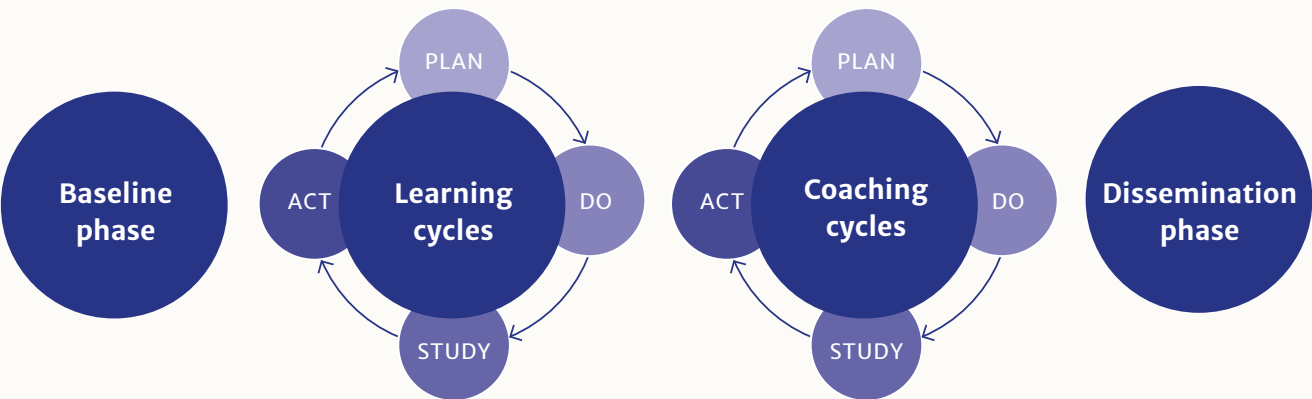 Baseline
phase
PLAN
ACT
Learning
cycles
DO
STUDY
PLAN
ACT
Coaching
cycles
DO
STUDY
Dissemination
phase